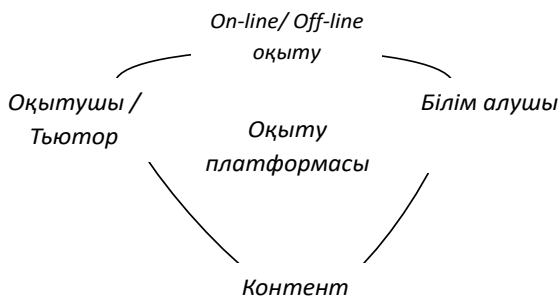 On-line/ Off-line
оқыту
Оқытушы /
Тьютор
Білім алушы
Оқыту
платформасы
Контент